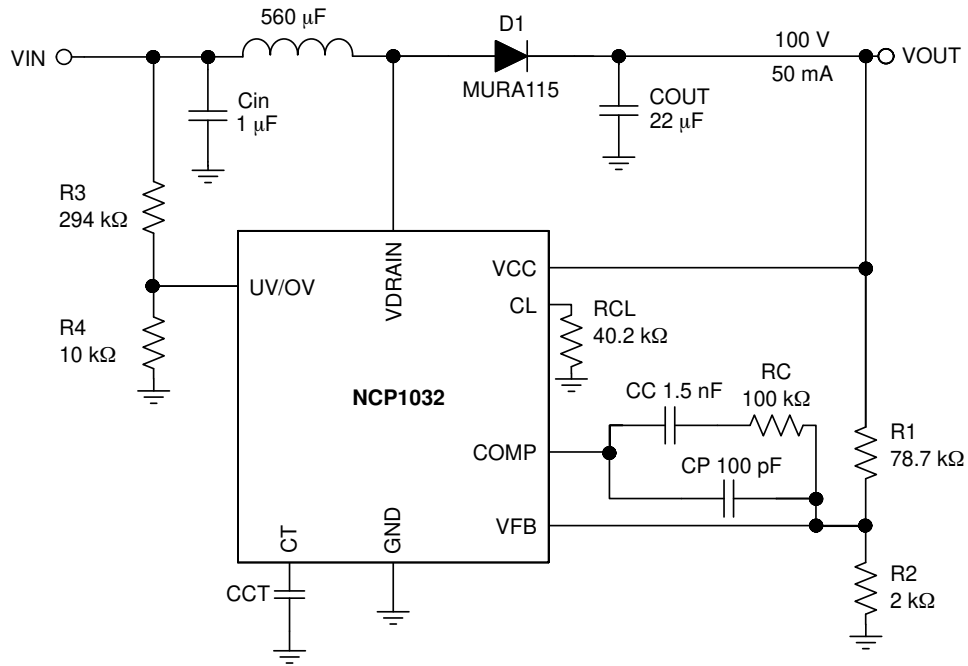 560 µF
D1
VIN
100 V
VOUT
50 mA
MURA115
Cin
1 µF
COUT
22 µF
R3
294 kΩ
UV/OV
VDRAIN
VCC
CL
RCL
40.2 kΩ
R4
10 kΩ
NCP1032
CC 1.5 nF
RC
100 kΩ
COMP
CP 100 pF
R1
78.7 kΩ
VFB
CT
GND
CCT
R2
2 kΩ